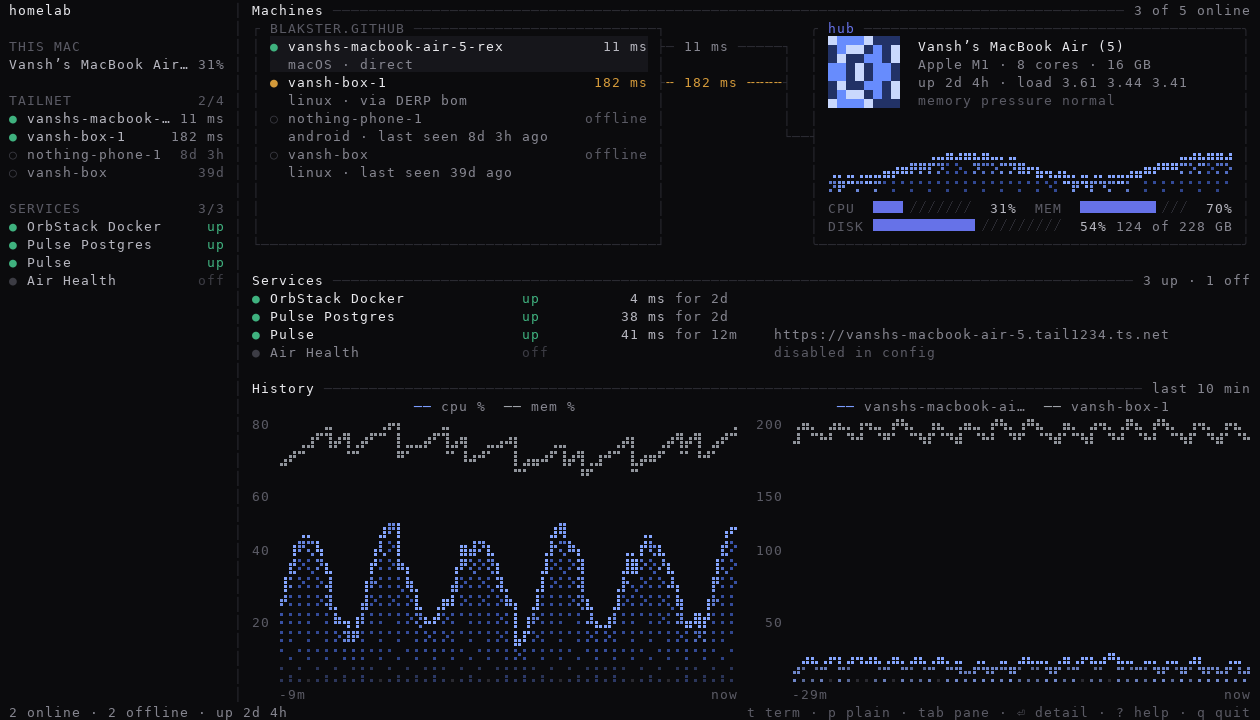 homelab
THIS MAC
Vansh’s MacBook Air… 31%
TAILNET 2/4
● vanshs-macbook-… 11 ms
● vansh-box-1 182 ms
○ nothing-phone-1 8d 3h
○ vansh-box 39d
SERVICES 3/3
● OrbStack Docker up
● Pulse Postgres up
● Pulse up
● Air Health off
Machines 3 of 5 online
BLAKSTER.GITHUB
● vanshs-macbook-air-5-rex 11 ms
macOS · direct
● vansh-box-1 182 ms
linux · via DERP bom
○ nothing-phone-1 offline
android · last seen 8d 3h ago
○ vansh-box offline
linux · last seen 39d ago
11 ms
182 ms
hub
Vansh’s MacBook Air (5)
Apple M1 · 8 cores · 16 GB
up 2d 4h · load 3.61 3.44 3.41
memory pressure normal
CPU 31% MEM 70%
DISK 54% 124 of 228 GB
Services 3 up · 1 off
● OrbStack Docker up 4 ms for 2d
● Pulse Postgres up 38 ms for 2d
● Pulse up 41 ms for 12m https://vanshs-macbook-air-5.tail1234.ts.net
● Air Health off disabled in config
History last 10 min
cpu % mem %
80
60
40
20
-9m now
vanshs-macbook-ai… vansh-box-1
200
150
100
50
-29m now
2 online · 2 offline · up 2d 4h
t term · p plain · tab pane · ⏎ detail · ? help · q quit